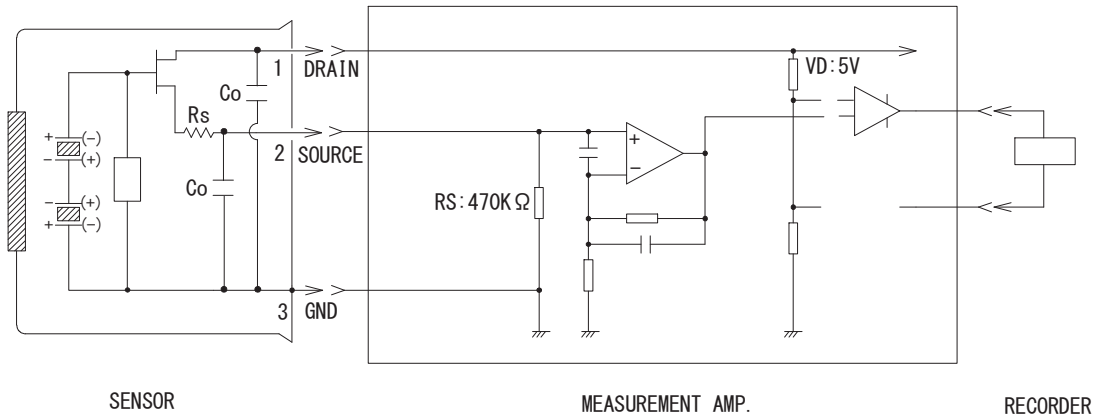 1 DRAIN
Co
Rs
2 SOURCE
Co
3 GND
+ (-)
- (+)
- (+)
+ (-)
VD:5V
+
-
RS:470KΩ
SENSOR
MEASUREMENT AMP.
RECORDER